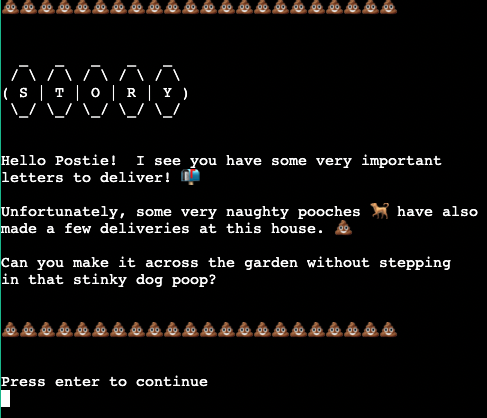 ( S | T | O | R | Y )
Hello Postie!  I see you have some very important
letters to deliver! 📬
Unfortunately, some very naughty pooches 🐕 have also
made a few deliveries at this house. 💩
Can you make it across the garden without stepping
in that stinky dog poop?
Press enter to continue